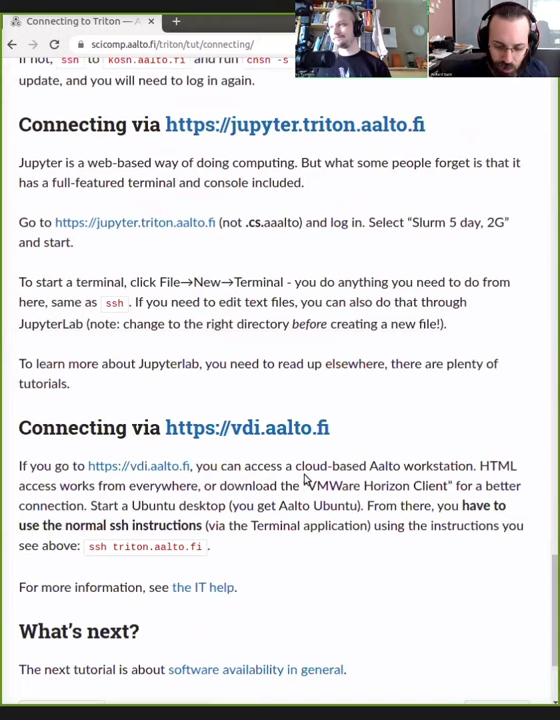 Connecting to Triton —
scicomp.aalto.fi/triton/tut/connecting/
If not, ssh to kosh.aalto.fi and run chsh -s
update, and you will need to log in again.
Connecting via https://jupyter.triton.aalto.fi
Jupyter is a web-based way of doing computing. But what some people forget is that it
has a full-featured terminal and console included.
Go to https://jupyter.triton.aalto.fi (not .cs.aaalto) and log in. Select “Slurm 5 day, 2G”
and start.
To start a terminal, click File→New→Terminal - you do anything you need to do from
here, same as ssh . If you need to edit text files, you can also do that through
JupyterLab (note: change to the right directory before creating a new file!).
To learn more about Jupyterlab, you need to read up elsewhere, there are plenty of
tutorials.
Connecting via https://vdi.aalto.fi
If you go to https://vdi.aalto.fi, you can access a cloud-based Aalto workstation. HTML
access works from everywhere, or download the “VMWare Horizon Client” for a better
connection. Start a Ubuntu desktop (you get Aalto Ubuntu). From there, you have to
use the normal ssh instructions (via the Terminal application) using the instructions you
see above: ssh triton.aalto.fi .
For more information, see the IT help.
What’s next?
The next tutorial is about software availability in general.